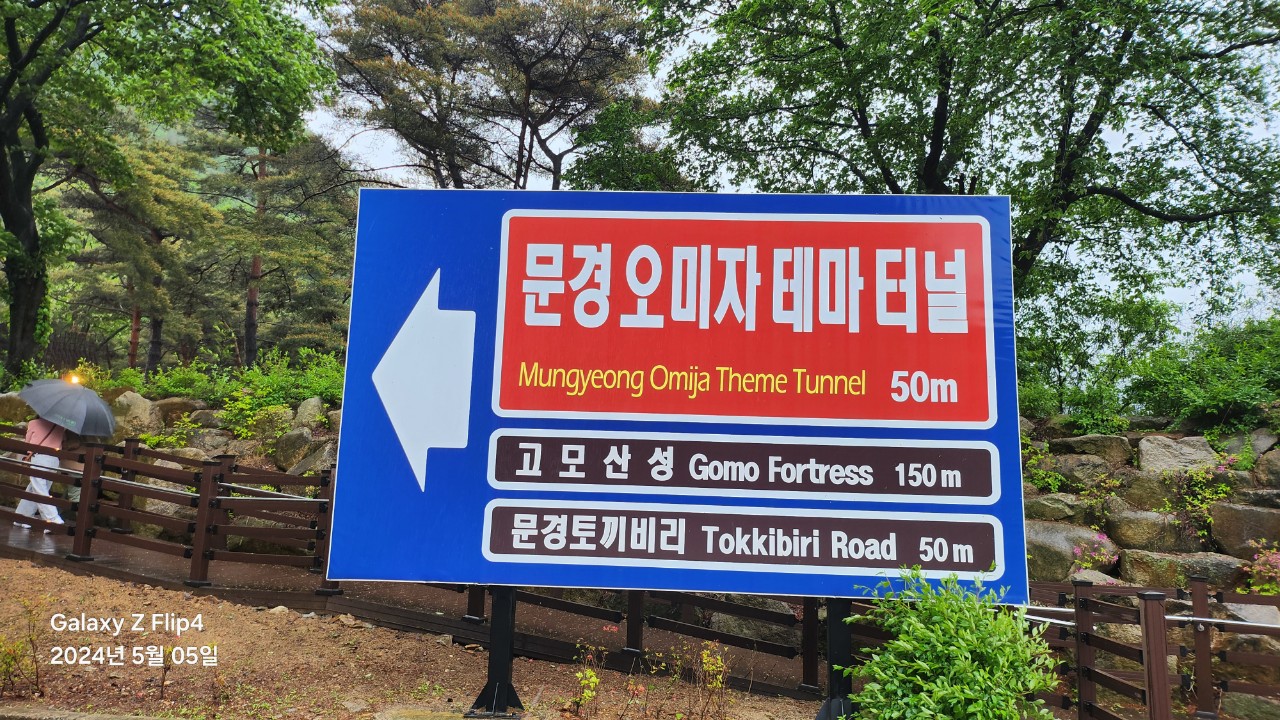 문경 오미자 테마 터널
Mungyeong Omija Theme Tunnel 50m
고모산성 Gomo Fortress 150m
문경토끼비리 Tokkibiri Road 50m
Galaxy Z Flip4
2024년 5월 05일